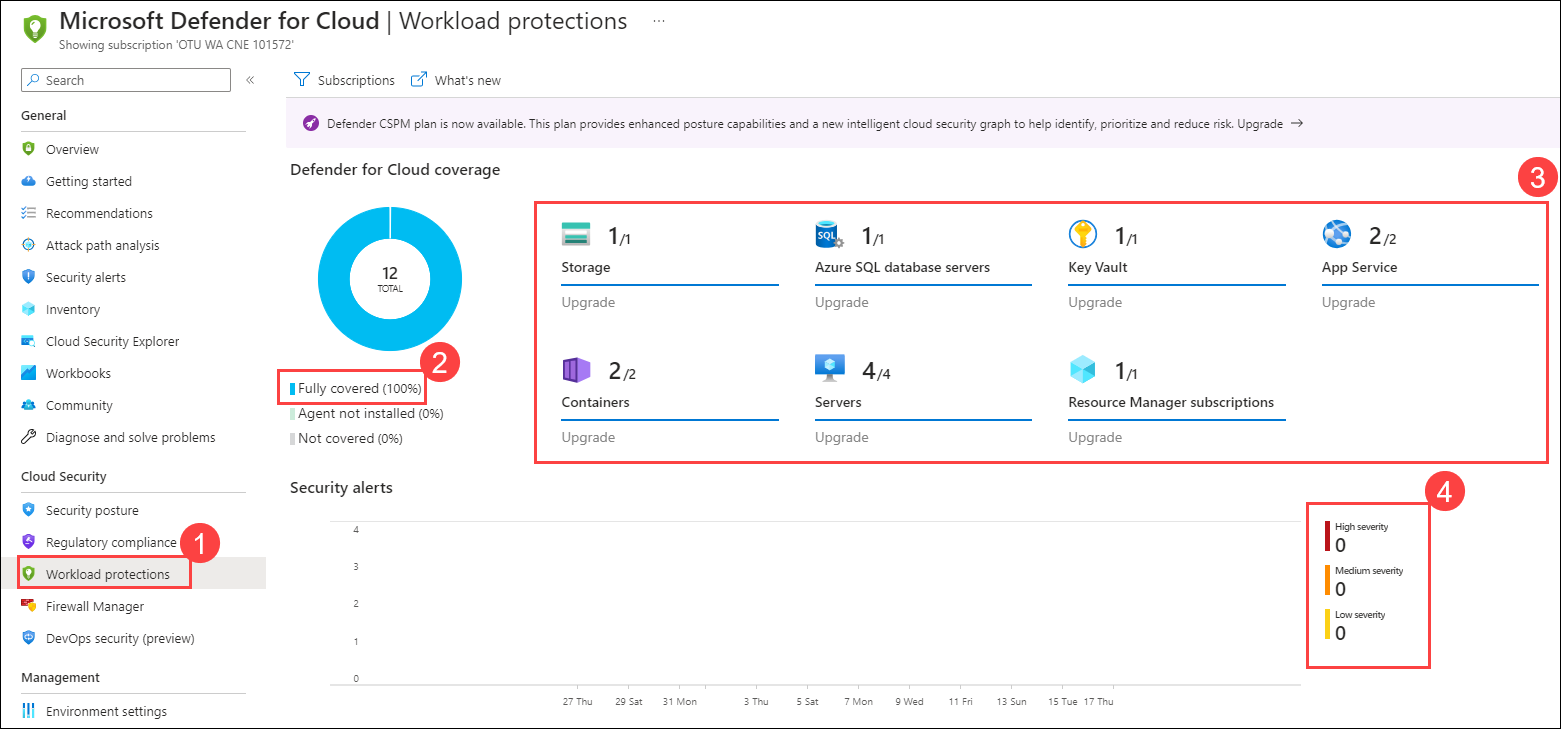 Microsoft Defender for Cloud | Workload protections ...
Showing subscription 'OTU WA CNE 101572'
Search «
General
Overview
Getting started
Recommendations
Attack path analysis
Security alerts
Inventory
Cloud Security Explorer
Workbooks
Community
Diagnose and solve problems
Cloud Security
Security posture
Regulatory compliance
1
Workload protections
Firewall Manager
DevOps security (preview)
Management
Environment settings
Subscriptions What's new
Defender CSPM plan is now available. This plan provides enhanced posture capabilities and a new intelligent cloud security graph to help identify, prioritize and reduce risk. Upgrade →
Defender for Cloud coverage
12
TOTAL
2
Fully covered (100%)
Agent not installed (0%)
Not covered (0%)
3
1/1 SQL 1/1 1/1 2/2
Storage Azure SQL database servers Key Vault App Service
Upgrade Upgrade Upgrade Upgrade
2/2 4/4 1/1
Containers Servers Resource Manager subscriptions
Upgrade Upgrade Upgrade
Security alerts
4
3
2
1
0
27 Thu 29 Sat 31 Mon 3 Thu 5 Sat 7 Mon 9 Wed 11 Fri 13 Sun 15 Tue 17 Thu
4
High severity
0
Medium severity
0
Low severity
0